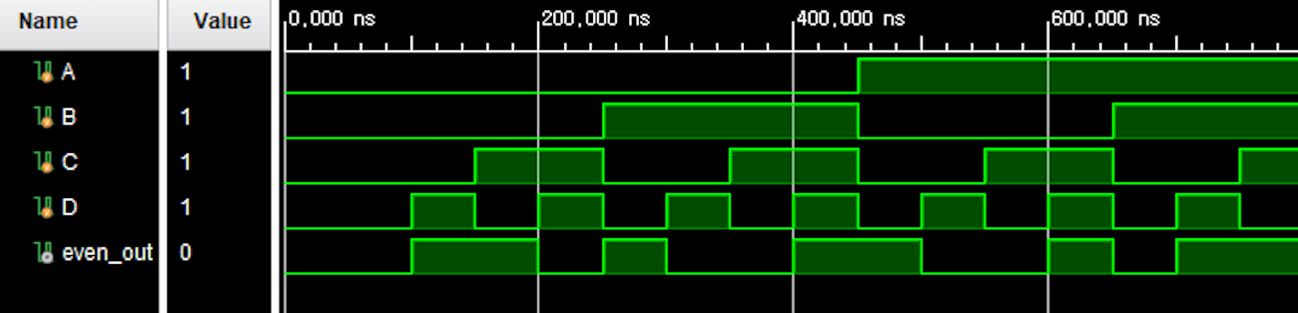 Name Value 0,000 ns 200,000 ns 400,000 ns 600,000 ns
A 1
B 1
C 1
D 1
even_out 0